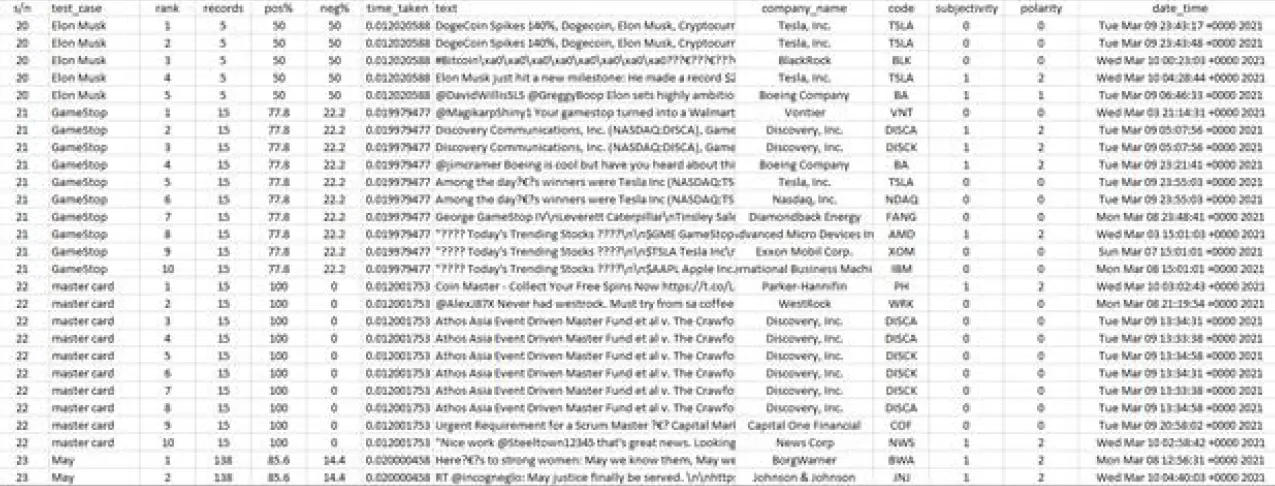 s/n test_case rank records pos% neg% time_taken text company_name code subjectivity polarity date_time
20 Elon Musk 1 5 50 50 0.012020588 DogeCoin Spikes 140%, Dogecoin, Elon Musk, Cryptocurr Tesla, Inc. TSLA 0 0 Tue Mar 09 23:43:17 +0000 2021
20 Elon Musk 2 5 50 50 0.012020588 DogeCoin Spikes 140%, Dogecoin, Elon Musk, Cryptocurr Tesla, Inc. TSLA 0 0 Tue Mar 09 23:43:48 +0000 2021
20 Elon Musk 3 5 50 50 0.012020588 #Bitcoin\xa0\xa0\xa0\xa0\xa0\xa0\xa0???€???€??? BlackRock BLK 0 0 Wed Mar 10 00:23:03 +0000 2021
20 Elon Musk 4 5 50 50 0.012020588 Elon Musk just hit a new milestone: He made a record $2 Tesla, Inc. TSLA 1 2 Wed Mar 10 04:28:44 +0000 2021
20 Elon Musk 5 5 50 50 0.012020588 @DavidWillisSLS @GreggyBoop Elon sets highly ambitio Boeing Company BA 1 1 Tue Mar 09 06:46:33 +0000 2021
21 GameStop 1 15 77.8 22.2 0.019979477 @MagikarpShiny1 Your gamestop turned into a Walmart Vontier VNT 0 0 Wed Mar 03 21:14:31 +0000 2021
21 GameStop 2 15 77.8 22.2 0.019979477 Discovery Communications, Inc. (NASDAQ:DISCA), Game Discovery, Inc. DISCA 1 2 Tue Mar 09 05:07:56 +0000 2021
21 GameStop 3 15 77.8 22.2 0.019979477 Discovery Communications, Inc. (NASDAQ:DISCA), Game Discovery, Inc. DISCK 1 2 Tue Mar 09 05:07:56 +0000 2021
21 GameStop 4 15 77.8 22.2 0.019979477 @jimcramer Boeing is cool but have you heard about thi Boeing Company BA 1 2 Tue Mar 09 23:21:41 +0000 2021
21 GameStop 5 15 77.8 22.2 0.019979477 Among the day?€?s winners were Tesla Inc (NASDAQ:TS Tesla, Inc. TSLA 0 0 Tue Mar 09 23:55:03 +0000 2021
21 GameStop 6 15 77.8 22.2 0.019979477 Among the day?€?s winners were Tesla Inc (NASDAQ:TS Nasdaq, Inc. NDAQ 0 0 Tue Mar 09 23:55:03 +0000 2021
21 GameStop 7 15 77.8 22.2 0.019979477 George GameStop IV\nLeverett Caterpillar\nTinsley Sale Diamondback Energy FANG 0 0 Mon Mar 08 23:48:41 +0000 2021
21 GameStop 8 15 77.8 22.2 0.019979477 "???? Today's Trending Stocks ????\n\n$GME GameStop dvanced Micro Devices In AMD 1 2 Wed Mar 03 15:01:03 +0000 2021
21 GameStop 9 15 77.8 22.2 0.019979477 "???? Today's Trending Stocks ????\n\n$TSLA Tesla Inc\r Exxon Mobil Corp. XOM 0 0 Sun Mar 07 15:01:01 +0000 2021
21 GameStop 10 15 77.8 22.2 0.019979477 "???? Today's Trending Stocks ????\n\n$AAPL Apple Inc. rnational Business Machi IBM 0 0 Mon Mar 08 15:01:01 +0000 2021
22 master card 1 15 100 0 0.012001753 Coin Master - Collect Your Free Spins Now https://t.co/L Parker-Hannifin PH 1 2 Wed Mar 10 03:02:43 +0000 2021
22 master card 2 15 100 0 0.012001753 @AlexJ87X Never had westrock. Must try from sa coffee WestRock WRK 0 0 Mon Mar 08 21:19:54 +0000 2021
22 master card 3 15 100 0 0.012001753 Athos Asia Event Driven Master Fund et al v. The Crawfo Discovery, Inc. DISCA 0 0 Tue Mar 09 13:34:31 +0000 2021
22 master card 4 15 100 0 0.012001753 Athos Asia Event Driven Master Fund et al v. The Crawfo Discovery, Inc. DISCA 0 0 Tue Mar 09 13:33:38 +0000 2021
22 master card 5 15 100 0 0.012001753 Athos Asia Event Driven Master Fund et al v. The Crawfo Discovery, Inc. DISCK 0 0 Tue Mar 09 13:34:58 +0000 2021
22 master card 6 15 100 0 0.012001753 Athos Asia Event Driven Master Fund et al v. The Crawfo Discovery, Inc. DISCK 0 0 Tue Mar 09 13:34:31 +0000 2021
22 master card 7 15 100 0 0.012001753 Athos Asia Event Driven Master Fund et al v. The Crawfo Discovery, Inc. DISCK 0 0 Tue Mar 09 13:33:38 +0000 2021
22 master card 8 15 100 0 0.012001753 Athos Asia Event Driven Master Fund et al v. The Crawfo Discovery, Inc. DISCA 0 0 Tue Mar 09 13:34:58 +0000 2021
22 master card 9 15 100 0 0.012001753 Urgent Requirement for a Scrum Master ?€? Capital Marl Capital One Financial COF 0 0 Tue Mar 09 20:58:02 +0000 2021
22 master card 10 15 100 0 0.012001753 "Nice work @Steeltown12345 that's great news. Looking News Corp NWS 1 2 Wed Mar 10 02:58:42 +0000 2021
23 May 1 138 85.6 14.4 0.020000458 Here?€?s to strong women: May we know them, May we BorgWarner BWA 1 2 Mon Mar 08 12:56:31 +0000 2021
23 May 2 138 85.6 14.4 0.020000458 RT @incogneglo: May justice finally be served. \n\nhttp: Johnson & Johnson JNJ 1 2 Wed Mar 10 04:40:03 +0000 2021